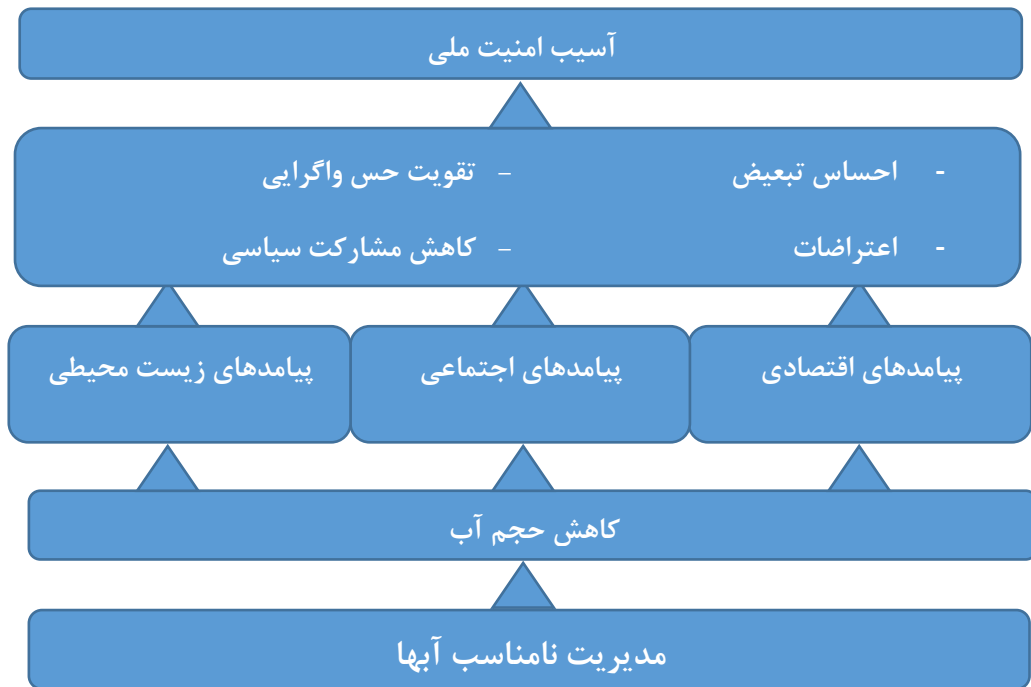 آسیب امنیت ملی
- احساس تبعیض – تقویت حس واگرایی
- اعتراضات – کاهش مشارکت سیاسی
پیامدهای اقتصادی پیامدهای اجتماعی پیامدهای زیست محیطی
کاهش حجم آب
مدیریت نامناسب آبها